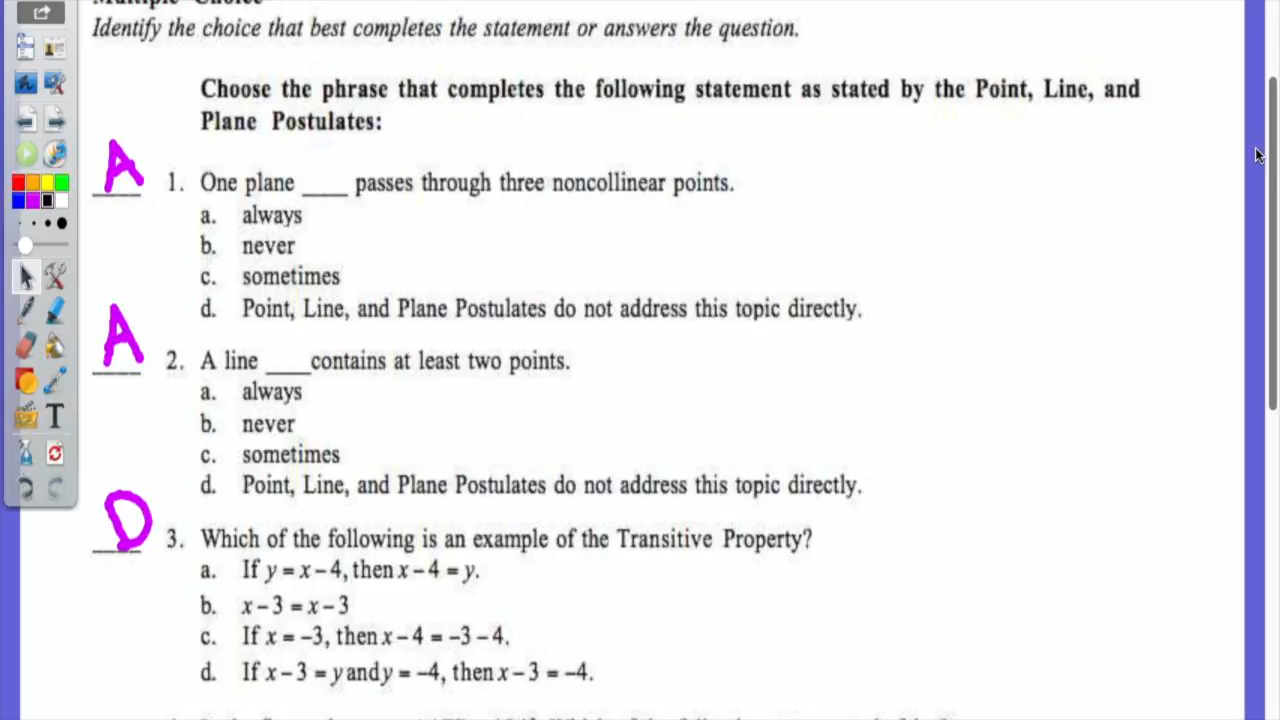 Multiple Choice
Identify the choice that best completes the statement or answers the question.
Choose the phrase that completes the following statement as stated by the Point, Line, and
Plane Postulates:
A 1. One plane ____ passes through three noncollinear points.
a. always
b. never
c. sometimes
d. Point, Line, and Plane Postulates do not address this topic directly.
A 2. A line ____contains at least two points.
a. always
b. never
c. sometimes
d. Point, Line, and Plane Postulates do not address this topic directly.
D 3. Which of the following is an example of the Transitive Property?
a. If y = x – 4, then x – 4 = y.
b. x – 3 = x – 3
c. If x = –3, then x – 4 = –3 – 4.
d. If x – 3 = y and y = –4, then x – 3 = –4.